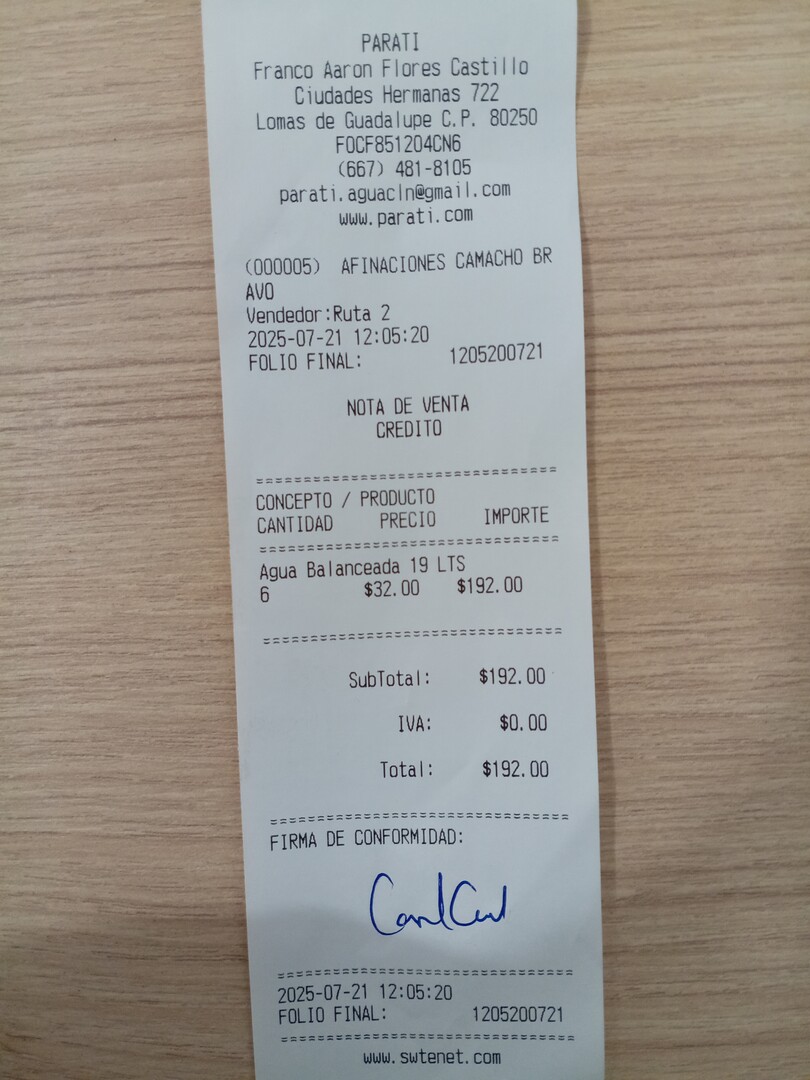 PARATI
Franco Aaron Flores Castillo
Ciudades Hermanas 722
Lomas de Guadalupe C.P. 80250
FOCF851204CN6
(667) 481-8105
parati.aguacln@gmail.com
www.parati.com
(000005) AFINACIONES CAMACHO BR
AVO
Vendedor:Ruta 2
2025-07-21 12:05:20
FOLIO FINAL: 1205200721
NOTA DE VENTA
CREDITO
==================================
CONCEPTO / PRODUCTO
CANTIDAD PRECIO IMPORTE
==================================
Agua Balanceada 19 LTS
6 $32.00 $192.00
==================================
SubTotal: $192.00
IVA: $0.00
Total: $192.00
==================================
FIRMA DE CONFORMIDAD:
==================================
2025-07-21 12:05:20
FOLIO FINAL: 1205200721
==================================
www.swtenet.com